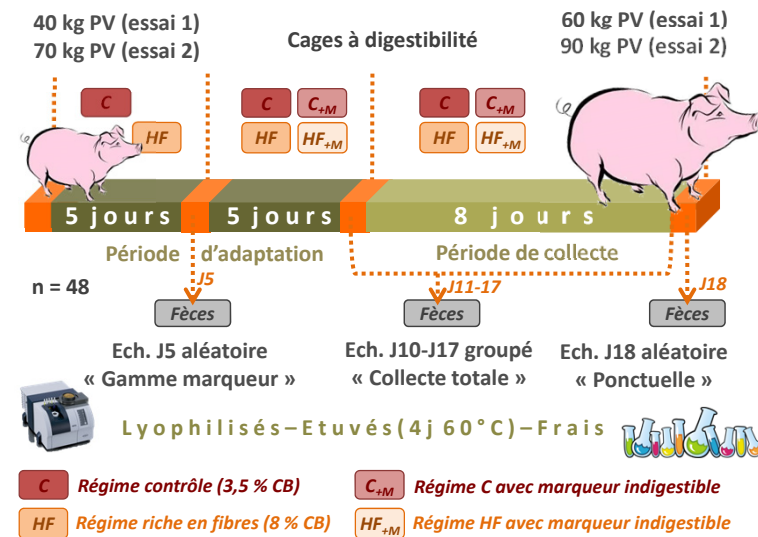 40 kg PV (essai 1)
70 kg PV (essai 2)
Cages à digestibilité
60 kg PV (essai 1)
90 kg PV (essai 2)
C
HF
C
C+M
HF
HF+M
C
C+M
HF
HF+M
5 jours
5 jours
8 jours
Période d'adaptation
Période de collecte
n = 48
J5
J11-17
J18
Fèces
Fèces
Fèces
Ech. J5 aléatoire
« Gamme marqueur »
Ech. J10-J17 groupé
« Collecte totale »
Ech. J18 aléatoire
« Ponctuelle »
Lyophilisés–Etuvés(4j 60°C)–Frais
C Régime contrôle (3,5 % CB)
C+M Régime C avec marqueur indigestible
HF Régime riche en fibres (8 % CB)
HF+M Régime HF avec marqueur indigestible